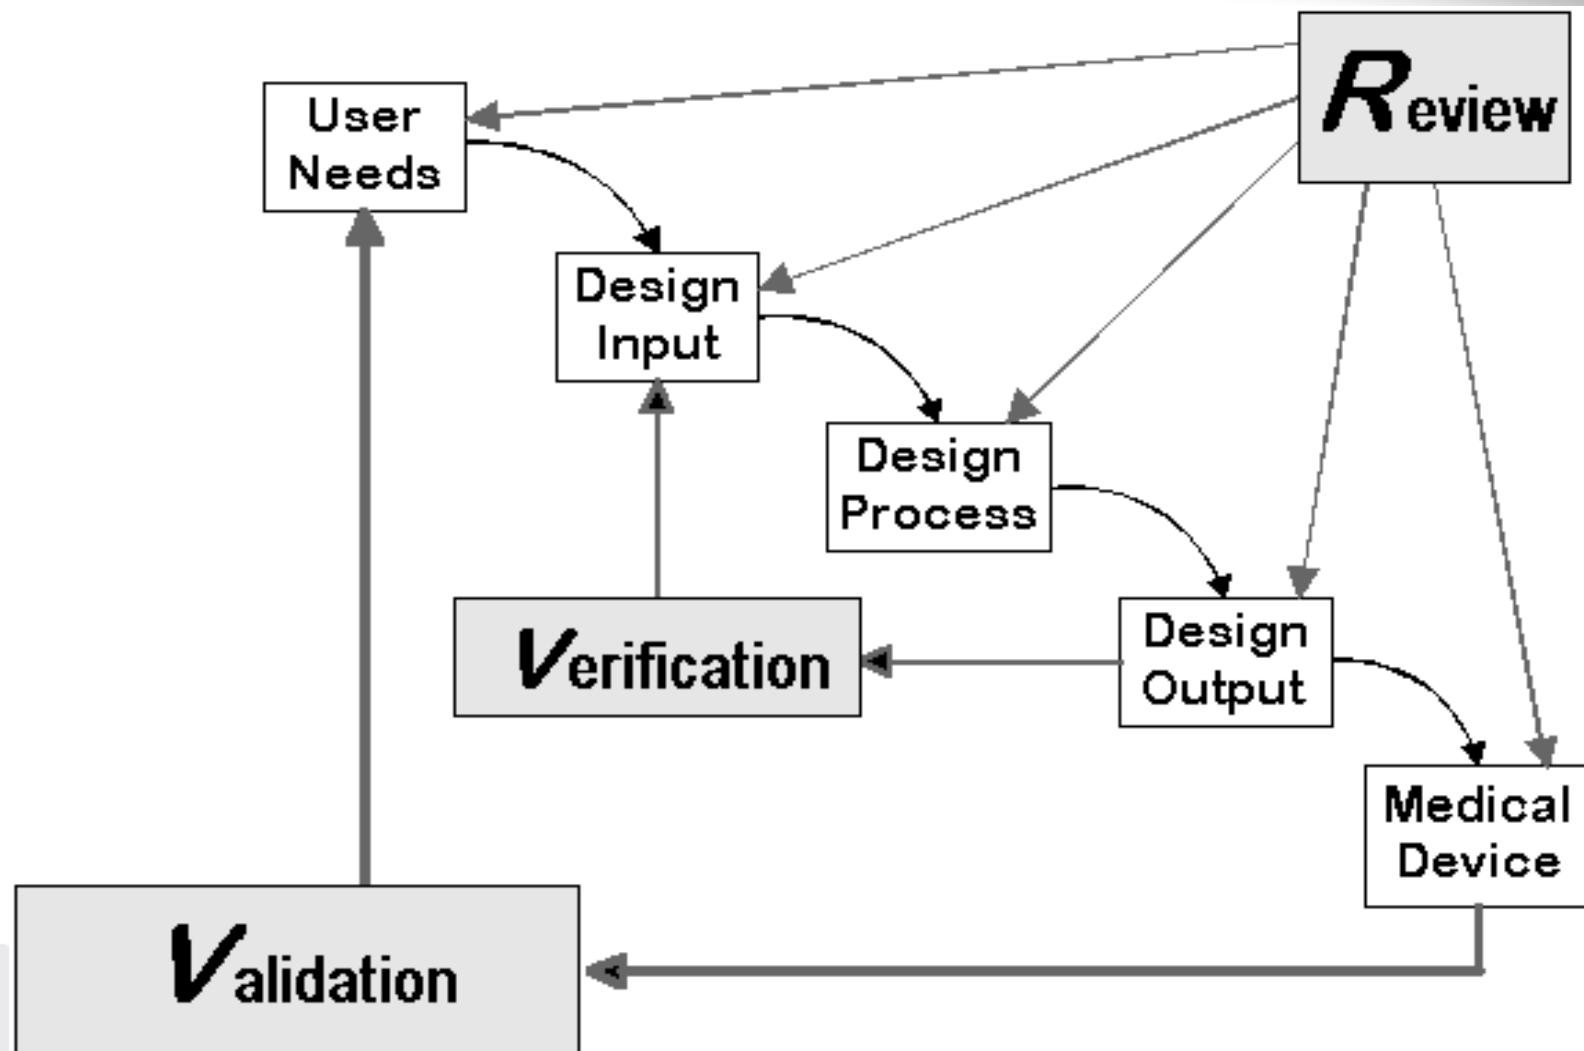 Review
User
Needs
Design
Input
Design
Process
Verification
Design
Output
Medical
Device
Validation